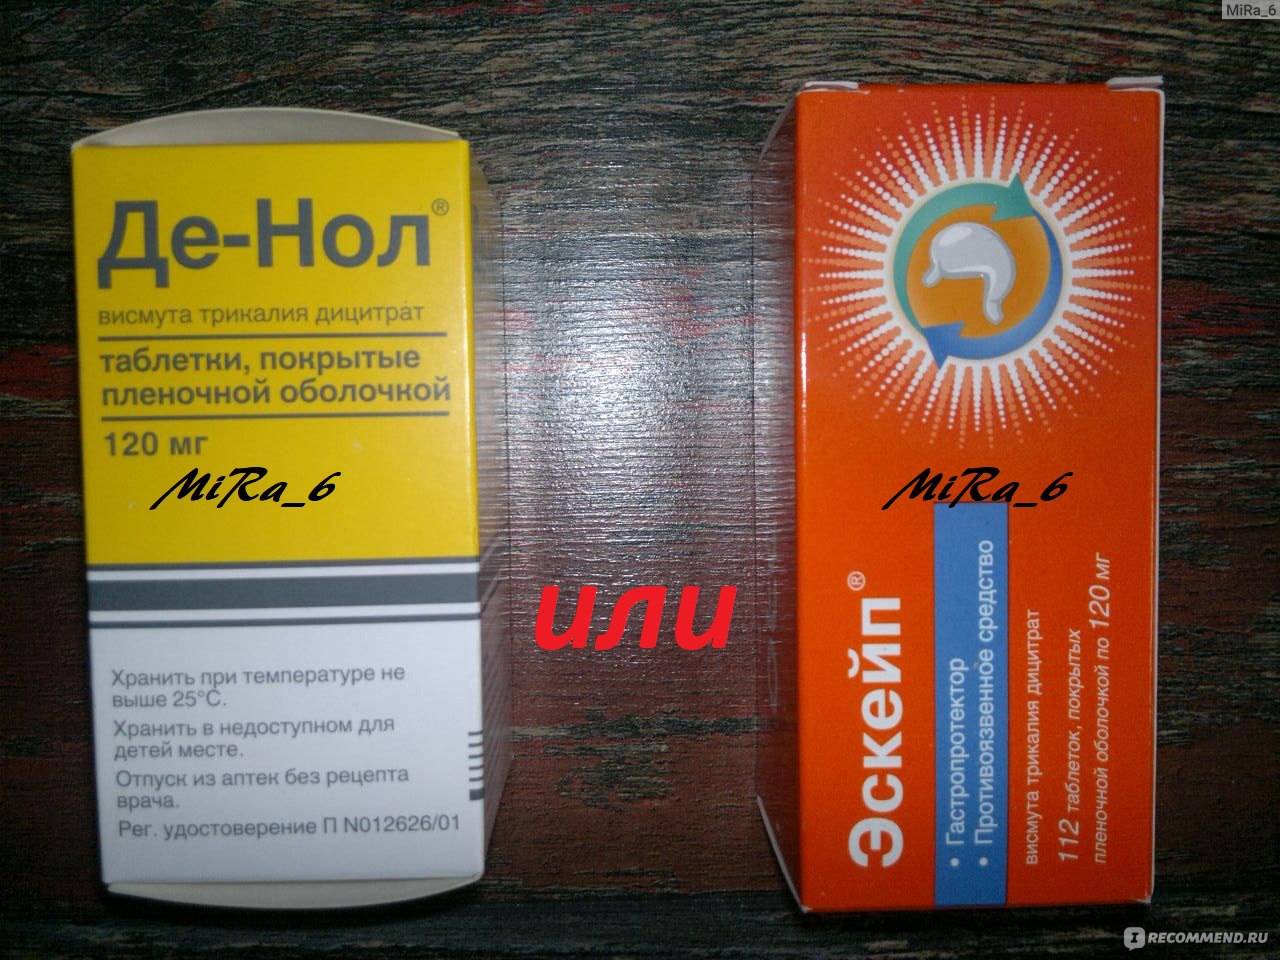 MiRa_6
Де-Нол®
висмута трикалия дицитрат
таблетки, покрытые
пленочной оболочкой
120 мг
MiRa_6
Хранить при температуре не
выше 25°C.
Хранить в недоступном для
детей месте.
Отпуск из аптек без рецепта
врача.
Рег. удостоверение П N012626/01
или
MiRa_6
Эскейп®
• Гастропротектор
• Противоязвенное средство
висмута трикалия дицитрат
112 таблеток, покрытых
пленочной оболочкой по 120 мг
IRECOMMEND.RU